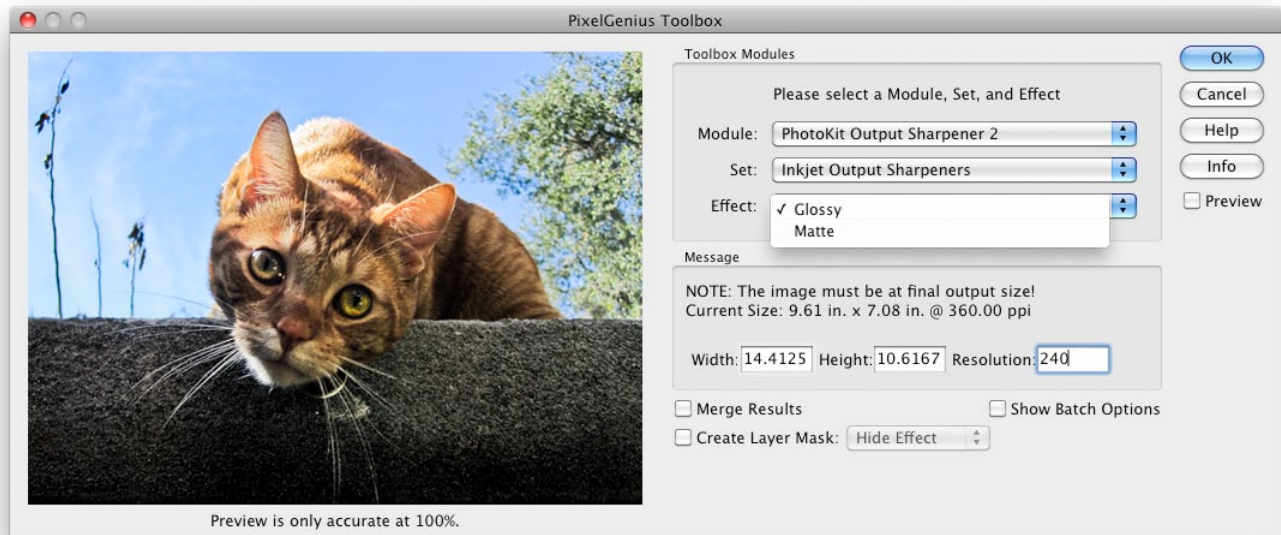 PixelGenius Toolbox
Toolbox Modules
Please select a Module, Set, and Effect
Module: PhotoKit Output Sharpener 2
Set: Inkjet Output Sharpeners
Effect: ✓ Glossy
Matte
Message
NOTE: The image must be at final output size!
Current Size: 9.61 in. x 7.08 in. @ 360.00 ppi
Width: 14.4125 Height: 10.6167 Resolution: 240
Merge Results Show Batch Options
Create Layer Mask: Hide Effect
OK
Cancel
Help
Info
Preview
Preview is only accurate at 100%.